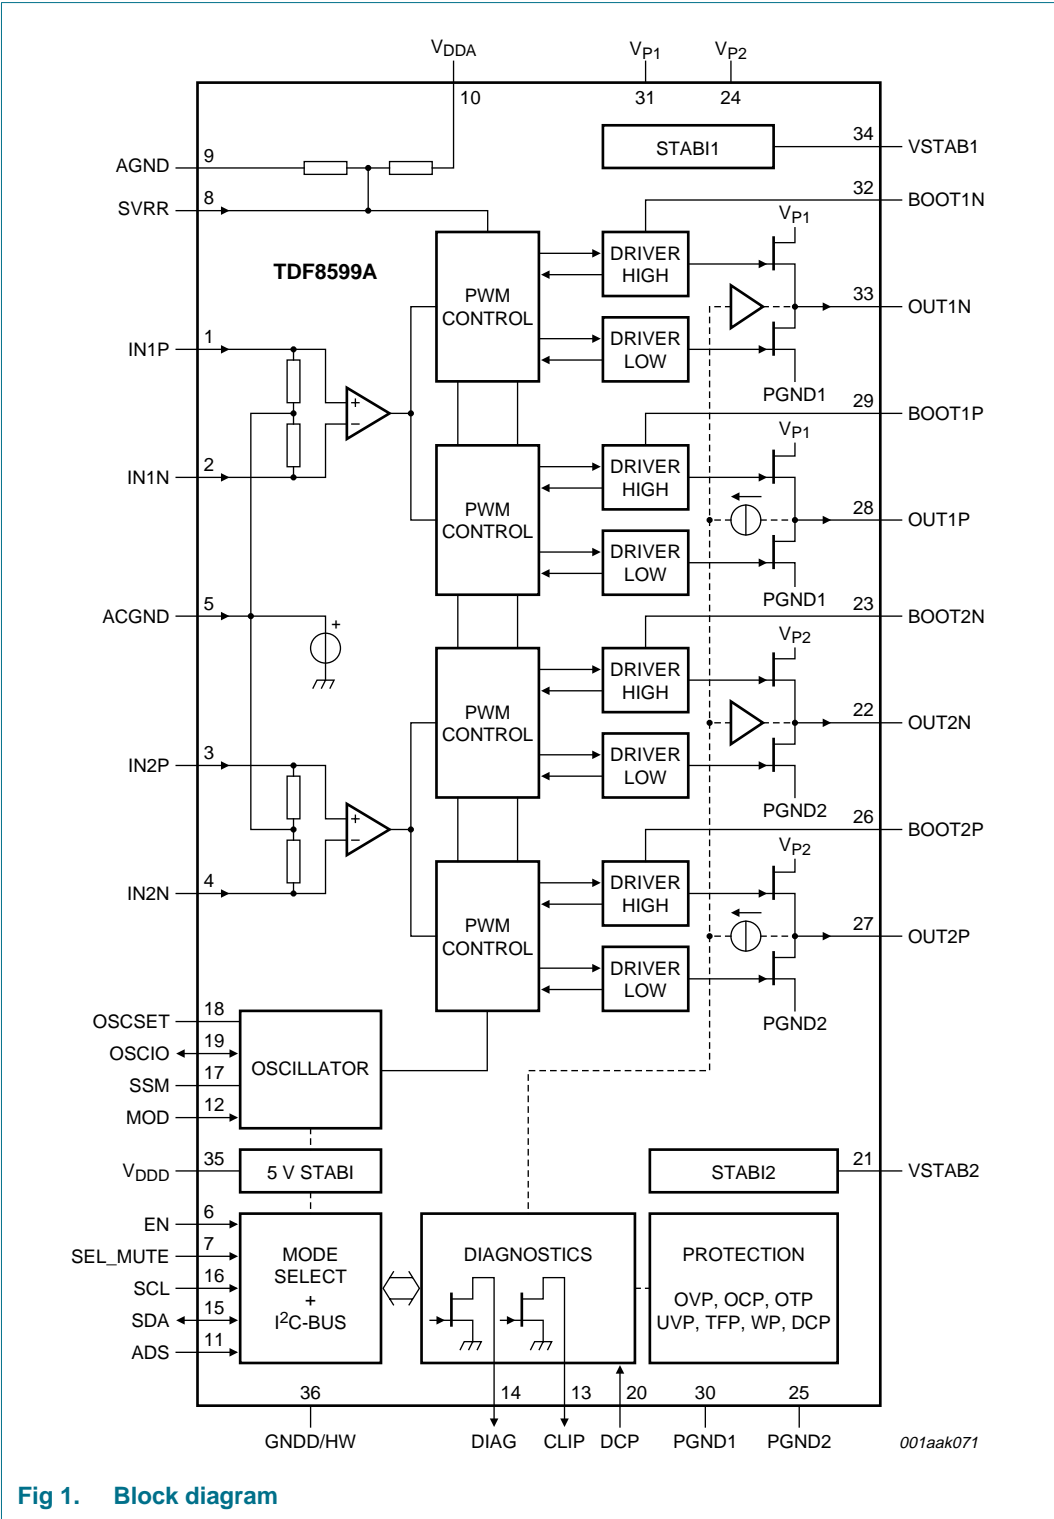 VDDA
VP1
VP2
10
31
24
AGND
9
STABI1
34
VSTAB1
SVRR
8
32
BOOT1N
TDF8599A
PWM
CONTROL
DRIVER
HIGH
VP1
33
OUT1N
IN1P
1
DRIVER
LOW
PGND1
+
−
29
BOOT1P
IN1N
2
PWM
CONTROL
DRIVER
HIGH
VP1
28
OUT1P
DRIVER
LOW
PGND1
ACGND
5
+
23
BOOT2N
PWM
CONTROL
DRIVER
HIGH
VP2
22
OUT2N
IN2P
3
DRIVER
LOW
PGND2
+
−
26
BOOT2P
IN2N
4
PWM
CONTROL
DRIVER
HIGH
VP2
27
OUT2P
DRIVER
LOW
PGND2
OSCSET
18
OSCIO
19
SSM
17
MOD
12
OSCILLATOR
VDDD
35
5 V STABI
STABI2
21
VSTAB2
EN
6
SEL_MUTE
7
SCL
16
SDA
15
ADS
11
MODE
SELECT
+
I2C-BUS
DIAGNOSTICS
PROTECTION
OVP, OCP, OTP
UVP, TFP, WP, DCP
36
14
13
20
30
25
GNDD/HW
DIAG
CLIP
DCP
PGND1
PGND2
001aak071
Fig 1. Block diagram